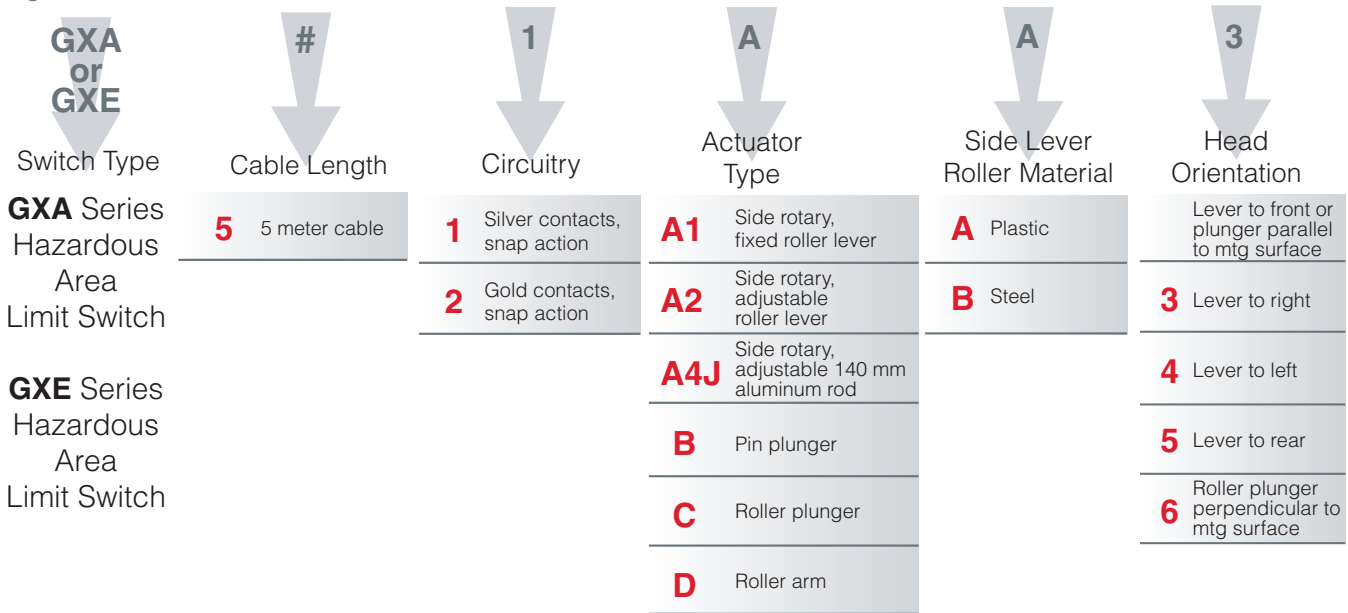 GXA
or
GXE
#
1
A
A
3
Switch Type
Cable Length
Circuitry
Actuator
Type
Side Lever
Roller Material
Head
Orientation
GXA Series
Hazardous
Area
Limit Switch
GXE Series
Hazardous
Area
Limit Switch
5 5 meter cable
1 Silver contacts,
snap action
2 Gold contacts,
snap action
A1 Side rotary,
fixed roller lever
A2 Side rotary,
adjustable
roller lever
A4J Side rotary,
adjustable 140 mm
aluminum rod
B Pin plunger
C Roller plunger
D Roller arm
A Plastic
B Steel
Lever to front or
plunger parallel
to mtg surface
3 Lever to right
4 Lever to left
5 Lever to rear
6 Roller plunger
perpendicular to
mtg surface